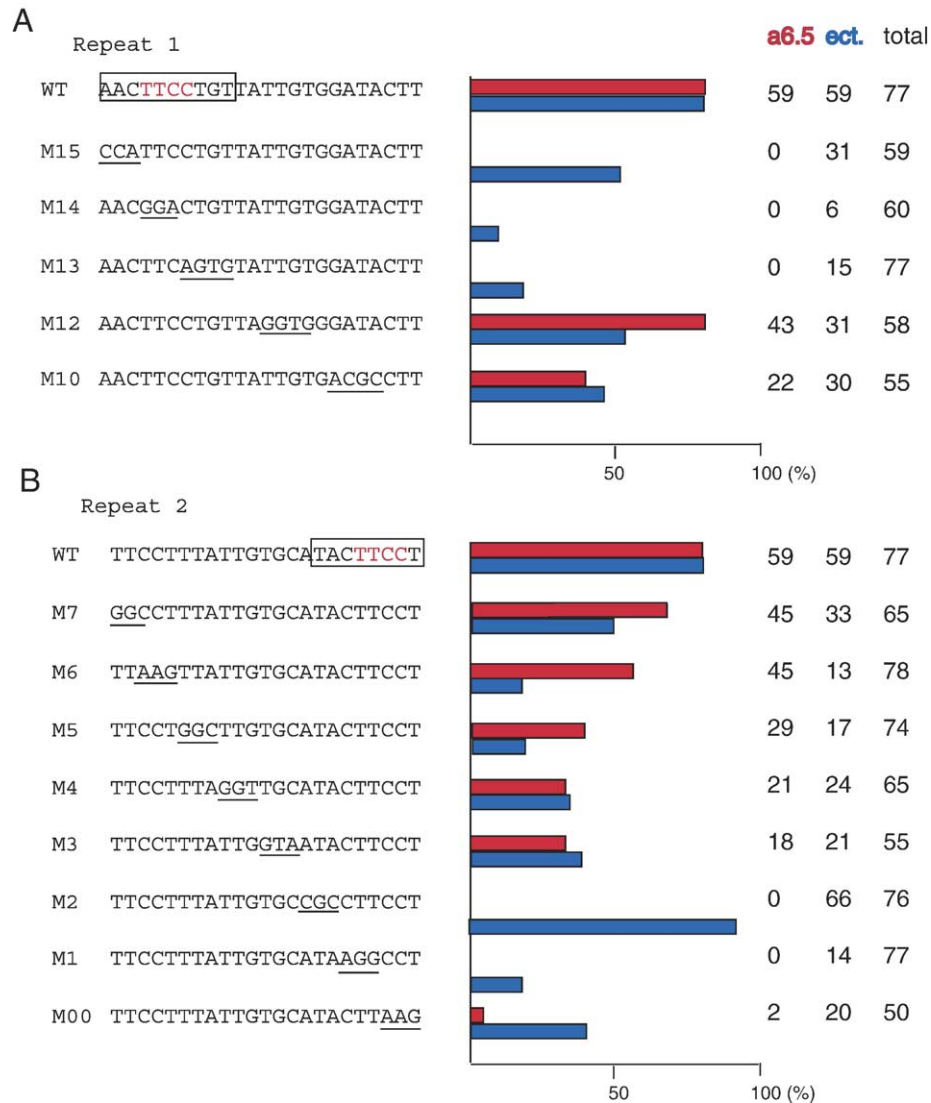 A
Repeat 1
a6.5 ect. total
WT AACTTCCTGTTATTGTGGATACTT 59 59 77
M15 CCATTCCTGTTATTGTGGATACTT 0 31 59
M14 AACGGACTGTTATTGTGGATACTT 0 6 60
M13 AACTTCAGTGTATTGTGGATACTT 0 15 77
M12 AACTTCCTGTTAGGTGGGATACTT 43 31 58
M10 AACTTCCTGTTATTGTGACGCCTT 22 30 55
50 100 (%)
B
Repeat 2
WT TTCCTTTATTGTGCATACTTCCT 59 59 77
M7 GGCCTTTATTGTGCATACTTCCT 45 33 65
M6 TTAAGTTATTGTGCATACTTCCT 45 13 78
M5 TTCCTGGCTTGTGCATACTTCCT 29 17 74
M4 TTCCTTTAGGTTGCATACTTCCT 21 24 65
M3 TTCCTTTATTGGTAATACTTCCT 18 21 55
M2 TTCCTTTATTGTGCCGCCTTCCT 0 66 76
M1 TTCCTTTATTGTGCATAAGGCCT 0 14 77
M00 TTCCTTTATTGTGCATACTTAAG 2 20 50
50 100 (%)